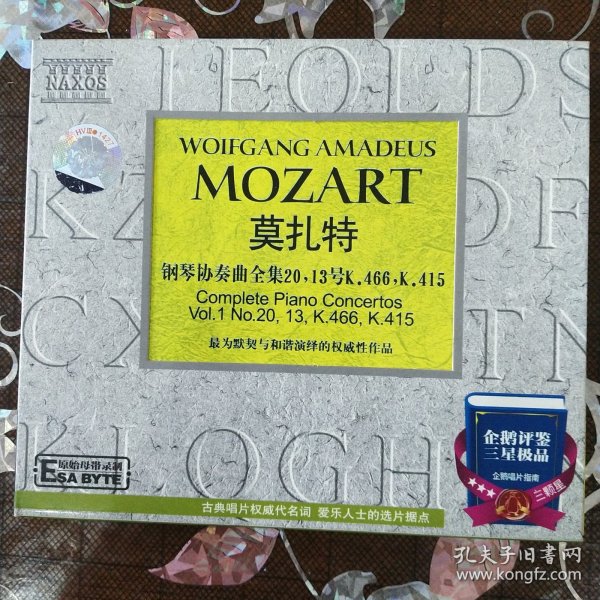 NAXOS
IEOLDS
WOIFGANG AMADEUS
MOZART
莫扎特
钢琴协奏曲全集20,13号K.466,K.415
Complete Piano Concertos
Vol.1 No.20, 13, K.466, K.415
最为默契与和谐演绎的权威性作品
KLOGH
原始母带录制
ESA BYTE
企鹅评鉴
三星极品
企鹅唱片指南
三颗星
古典唱片权威代名词 爱乐人士的选片据点
孔夫子旧书网
www.kongfz.com